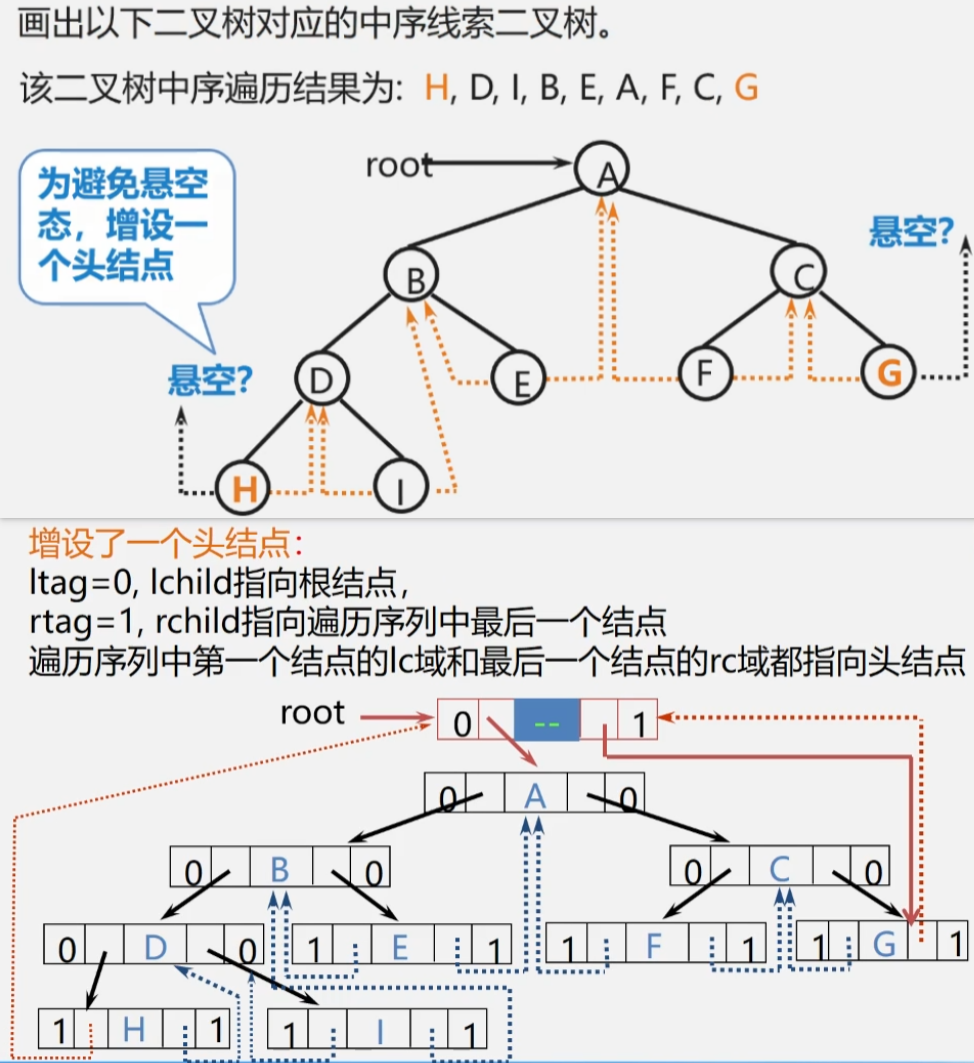 画出以下二叉树对应的中序线索二叉树。
该二叉树中序遍历结果为: H, D, I, B, E, A, F, C, G
root
A
为避免悬空
态，增设一
个头结点
悬空?
B
C
悬空?
D
E
F
G
H
I
增设了一个头结点：
ltag=0, lchild指向根结点，
rtag=1, rchild指向遍历序列中最后一个结点
遍历序列中第一个结点的lc域和最后一个结点的rc域都指向头结点
root
0 -- 1
0 A 0
0 B 0
0 C 0
0 D 0
1 E 1
1 F 1
1 G 1
1 H 1
1 I 1